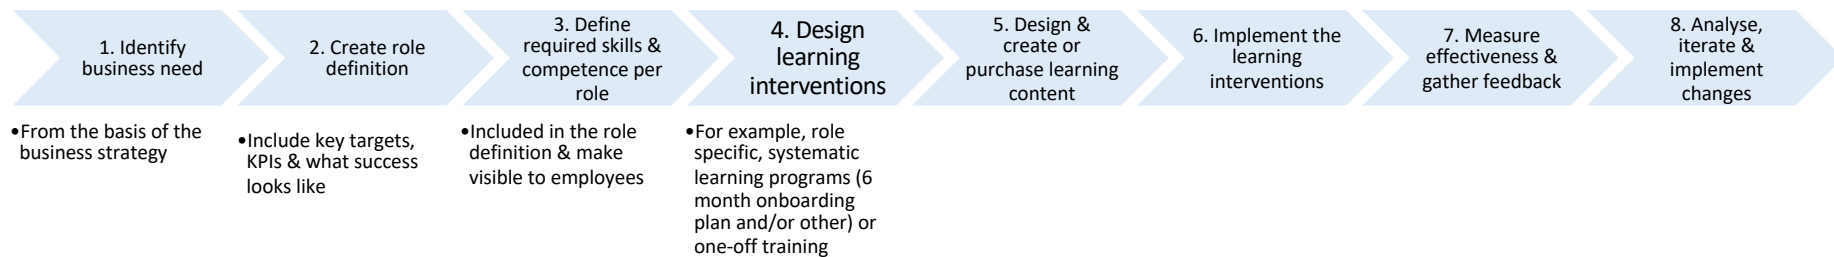 1. Identify
business need
2. Create role
definition
3. Define
required skills &
competence per
role
4. Design
learning
interventions
5. Design &
create or
purchase learning
content
6. Implement the
learning
interventions
7. Measure
effectiveness &
gather feedback
8. Analyse,
iterate &
implement
changes
•From the basis of the
business strategy
•Include key targets,
KPIs & what success
looks like
•Included in the role
definition & make
visible to employees
•For example, role
specific, systematic
learning programs (6
month onboarding
plan and/or other) or
one-off training